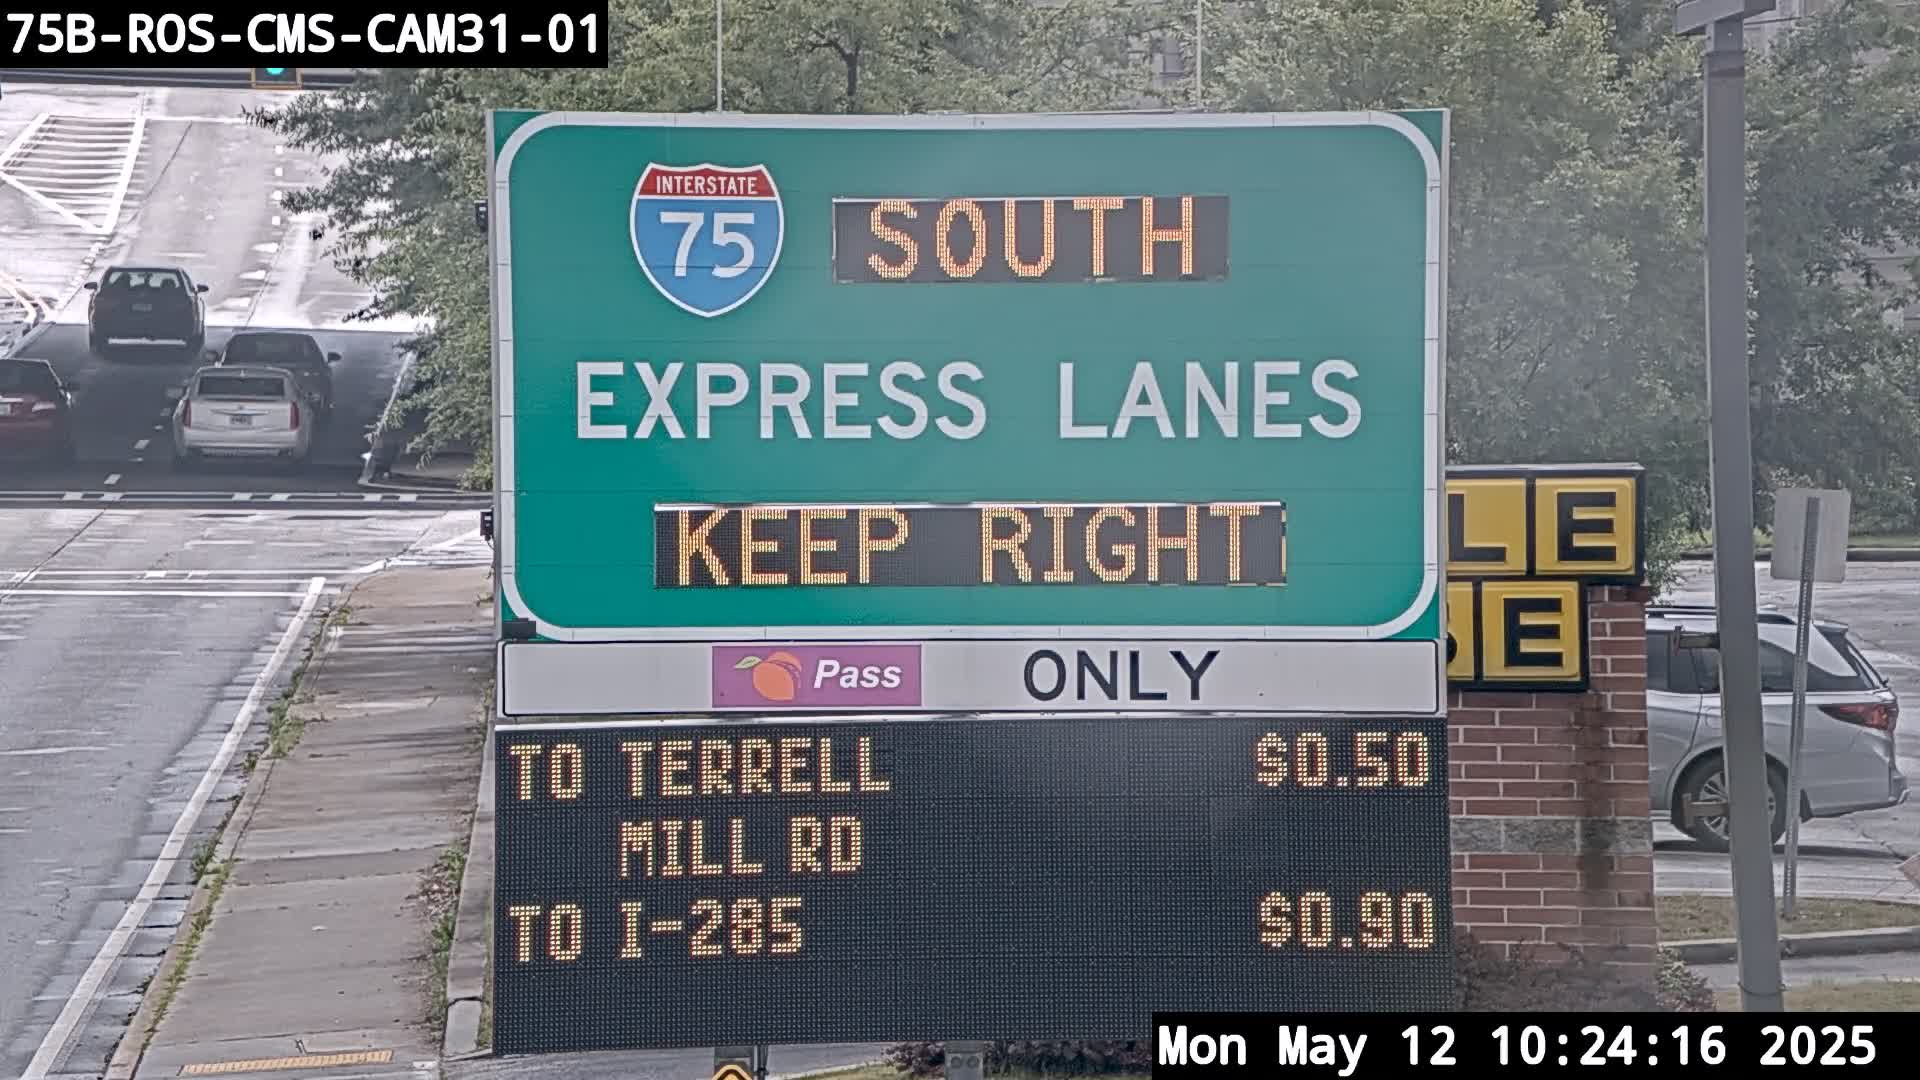 75B-ROS-CMS-CAM31-01
INTERSTATE
75
SOUTH
EXPRESS LANES
KEEP RIGHT
Pass ONLY
TO TERRELL $0.50
MILL RD
TO I-285 $0.90
LE
E
Mon May 12 10:24:16 2025